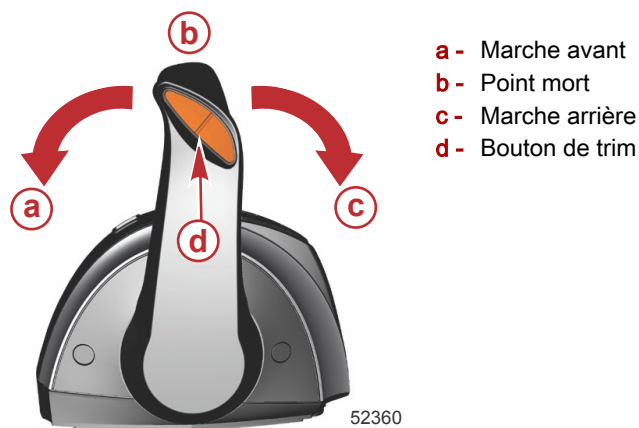 b
a
c
d
52360
a - Marche avant
b - Point mort
c - Marche arrière
d - Bouton de trim